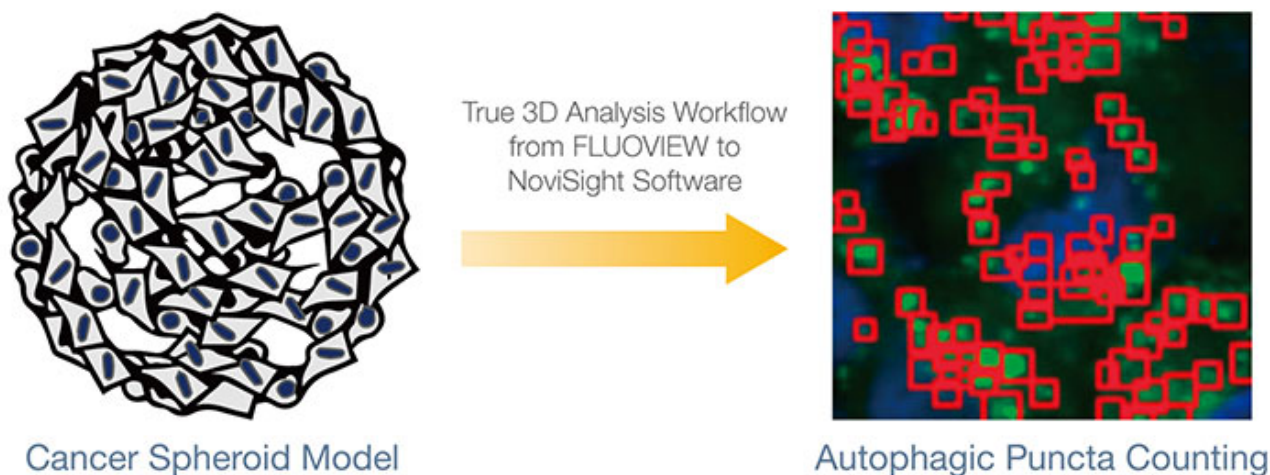 True 3D Analysis Workflow
from FLUOVIEW to
NoviSight Software
Cancer Spheroid Model
Autophagic Puncta Counting